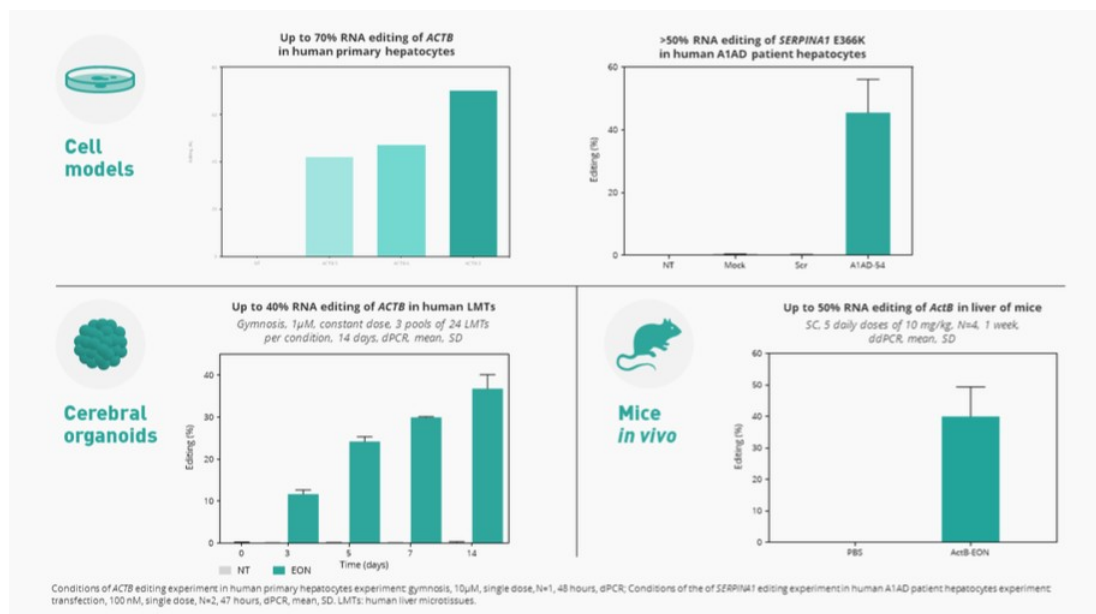 Up to 70% RNA editing of ACTB
in human primary hepatocytes
Cell
models
NT
>50% RNA editing of SERPINA1 E366K
in human A1AD patient hepatocytes
Editing (%)
60
40
20
0
NT Mock Scr A1AD-54
Cerebral
organoids
Up to 40% RNA editing of ACTB in human LMTs
Gymnosis, 1µM, constant dose, 3 pools of 24 LMTs
per condition, 14 days, dPCR, mean, SD
Editing (%)
40
30
20
10
0
0 3 5 7 14
Time (days)
NT EON
Mice
in vivo
Up to 50% RNA editing of ActB in liver of mice
SC, 5 daily doses of 10 mg/kg, N=4, 1 week,
ddPCR, mean, SD
Editing (%)
60
50
40
30
20
10
0
PBS ActB-EON
Conditions of ACTB editing experiment in human primary hepatocytes experiment: gymnosis, 10µM, single dose, N=1, 48 hours, dPCR; Conditions of the of SERPINA1 editing experiment in human A1AD patient hepatocytes experiment:
transfection, 100 nM, single dose, N=2, 47 hours, dPCR, mean, SD. LMTs: human liver microtissues.